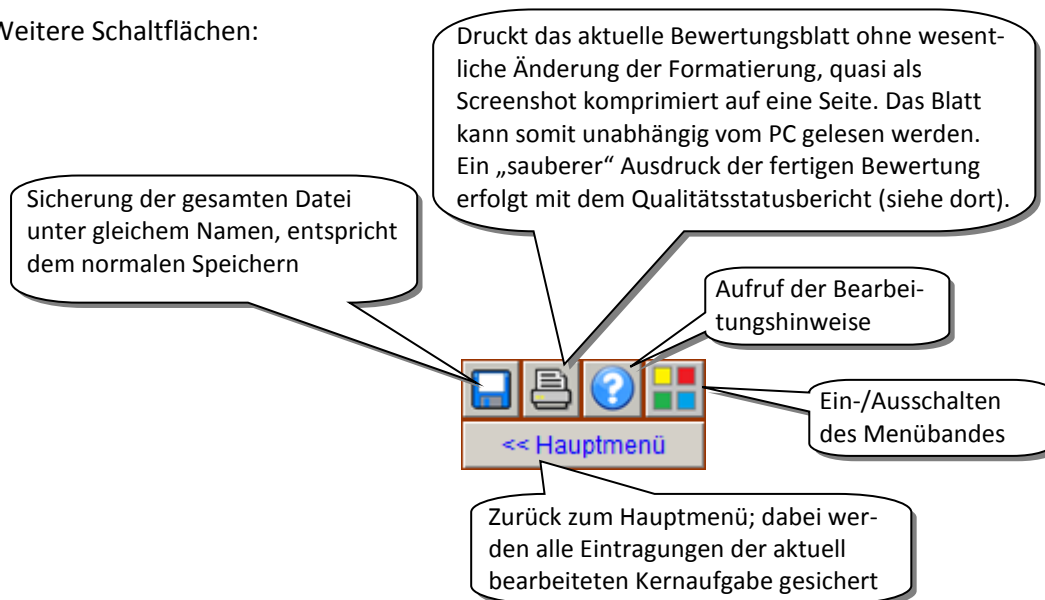 Weitere Schaltflächen:
Druckt das aktuelle Bewertungsblatt ohne wesent-
liche Änderung der Formatierung, quasi als
Screenshot komprimiert auf eine Seite. Das Blatt
kann somit unabhängig vom PC gelesen werden.
Ein „sauberer“ Ausdruck der fertigen Bewertung
erfolgt mit dem Qualitätsstatusbericht (siehe dort).
Sicherung der gesamten Datei
unter gleichem Namen, entspricht
dem normalen Speichern
Aufruf der Bearbei-
tungshinweise
?
Ein-/Ausschalten
des Menübandes
<< Hauptmenü
Zurück zum Hauptmenü; dabei wer-
den alle Eintragungen der aktuell
bearbeiteten Kernaufgabe gesichert